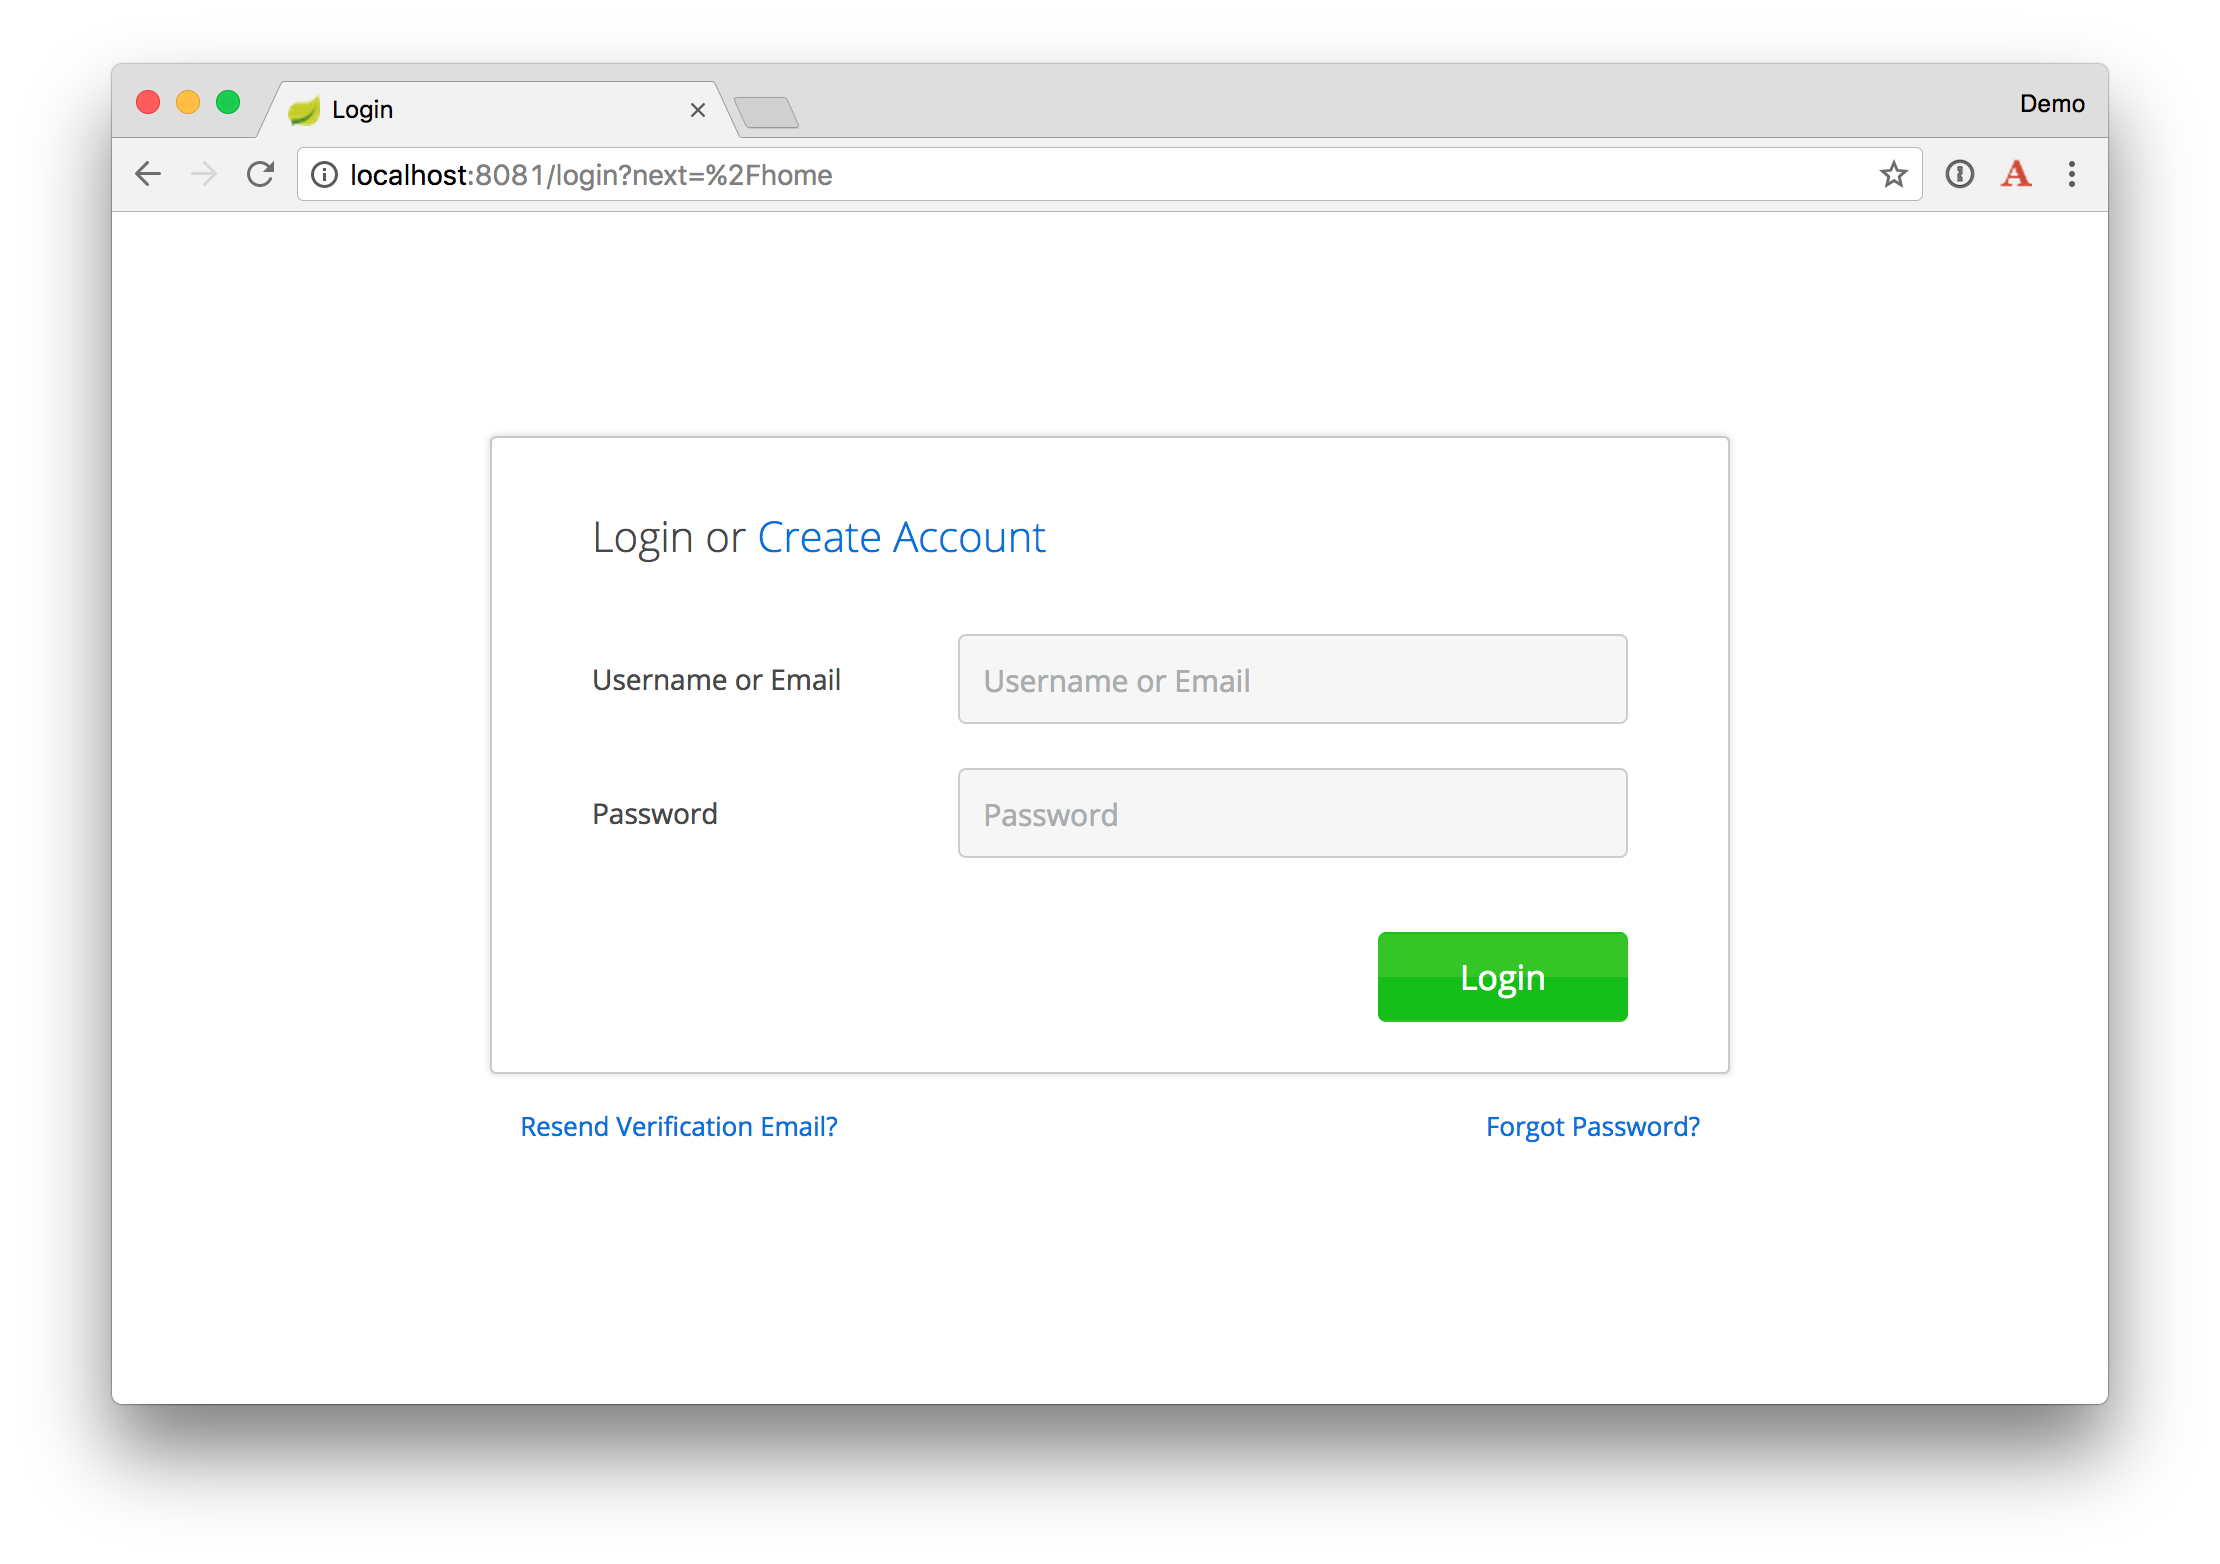 Login
Demo
localhost:8081/login?next=%2Fhome
A
Login or Create Account
Username or Email
Username or Email
Password
Password
Login
Resend Verification Email?
Forgot Password?